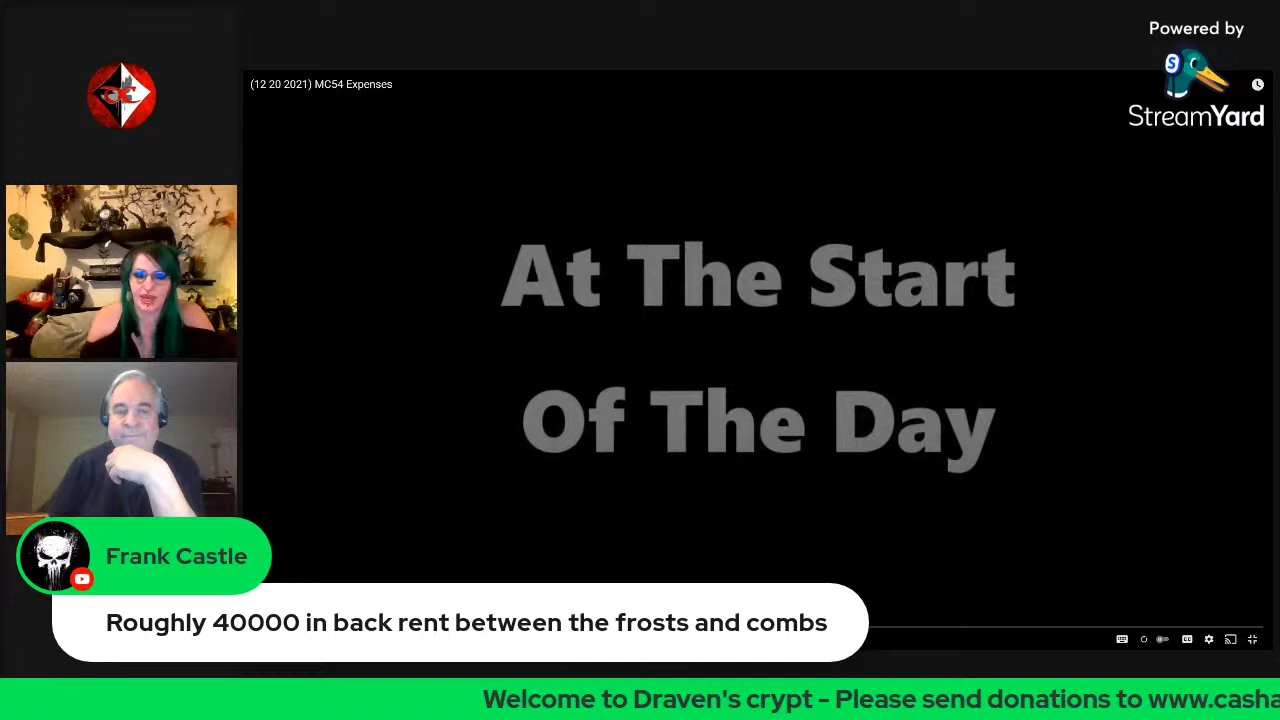 Powered by
StreamYard
(12 20 2021) MC54 Expenses
At The Start
Of The Day
Frank Castle
Roughly 40000 in back rent between the frosts and combs
Welcome to Draven's crypt - Please send donations to www.casha